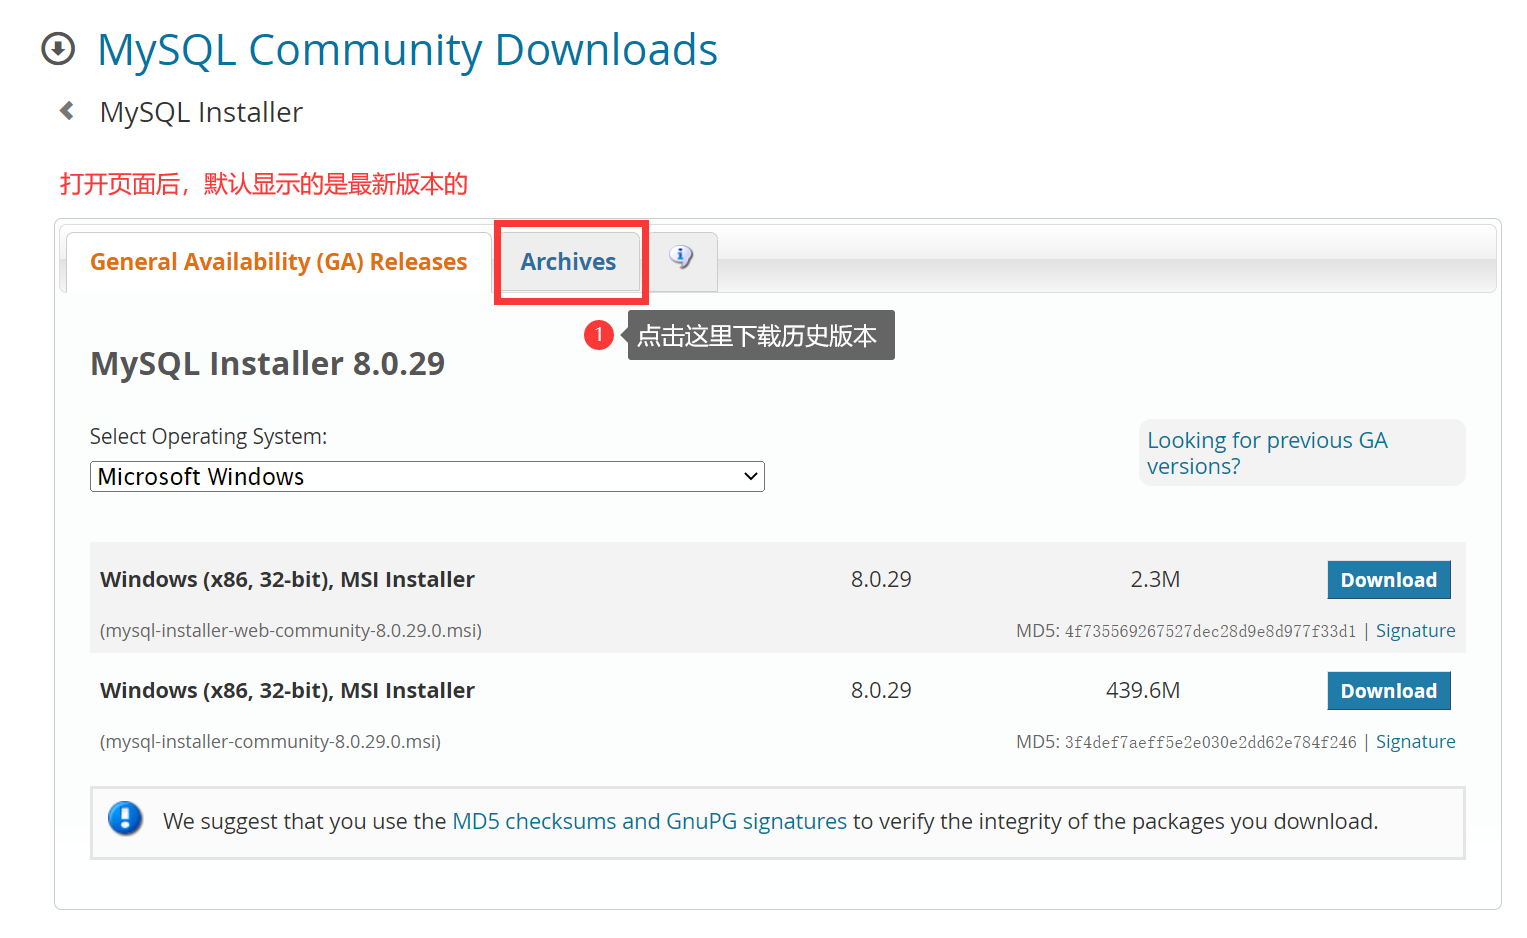 MySQL Community Downloads
MySQL Installer
打开页面后，默认显示的是最新版本的
General Availability (GA) Releases
Archives
1
点击这里下载历史版本
MySQL Installer 8.0.29
Select Operating System:
Microsoft Windows
Looking for previous GA
versions?
Windows (x86, 32-bit), MSI Installer 8.0.29 2.3M Download
(mysql-installer-web-community-8.0.29.0.msi) MD5: 4f735569267527dec28d9e8d977f33d1 | Signature
Windows (x86, 32-bit), MSI Installer 8.0.29 439.6M Download
(mysql-installer-community-8.0.29.0.msi) MD5: 3f4def7aeff5e2e030e2dd62e784f246 | Signature
We suggest that you use the MD5 checksums and GnuPG signatures to verify the integrity of the packages you download.